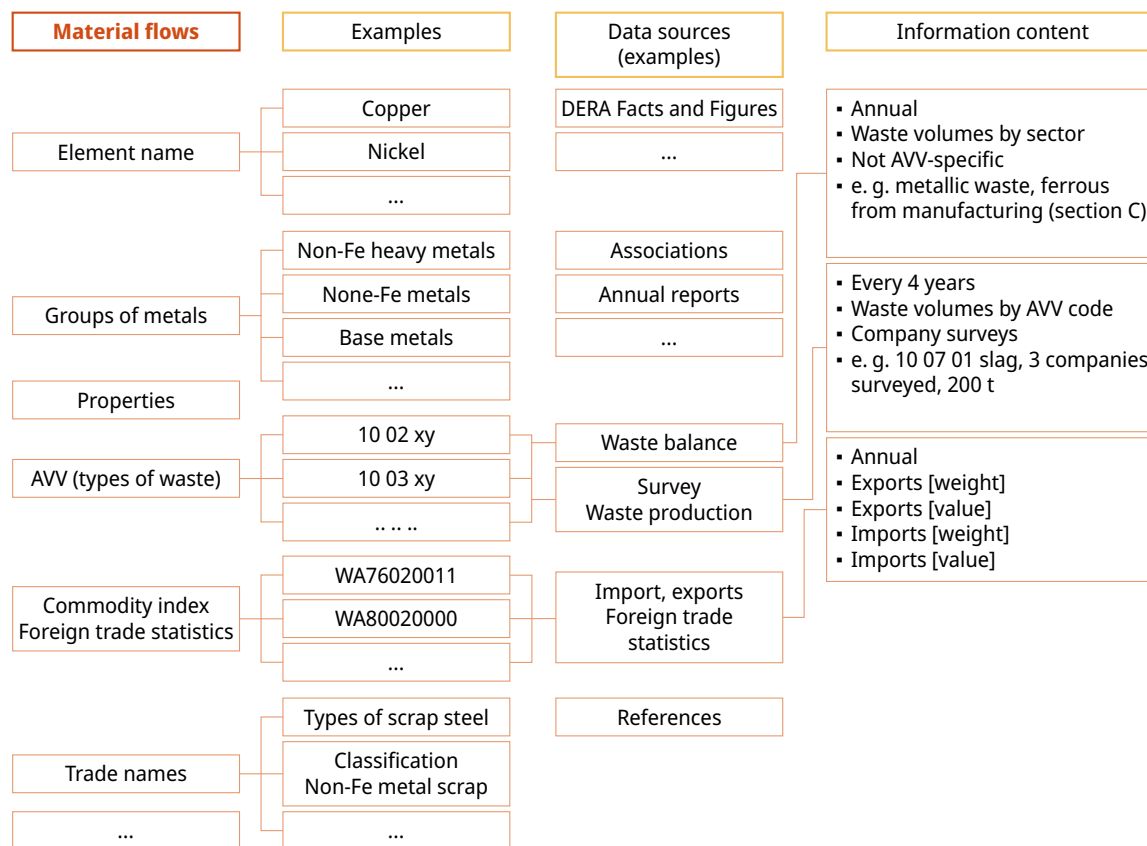 Material flows
Examples
Data sources
(examples)
Information content
Element name
Copper
Nickel
...
DERA Facts and Figures
...
▪ Annual
▪ Waste volumes by sector
▪ Not AVV-specific
▪ e. g. metallic waste, ferrous
from manufacturing (section C)
Groups of metals
Non-Fe heavy metals
None-Fe metals
Base metals
...
Associations
Annual reports
...
▪ Every 4 years
▪ Waste volumes by AVV code
▪ Company surveys
▪ e. g. 10 07 01 slag, 3 companies
surveyed, 200 t
Properties
AVV (types of waste)
10 02 xy
10 03 xy
.. .. ..
Waste balance
Survey
Waste production
▪ Annual
▪ Exports [weight]
▪ Exports [value]
▪ Imports [weight]
▪ Imports [value]
Commodity index
Foreign trade statistics
WA76020011
WA80020000
...
Import, exports
Foreign trade
statistics
Trade names
Types of scrap steel
Classification
Non-Fe metal scrap
...
References
...